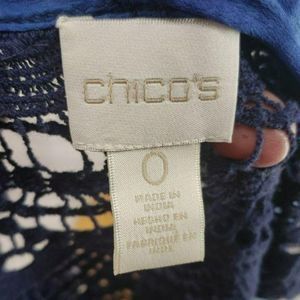 chico's
0
MADE IN
INDIA
HECHO EN
INDIA
FABRIQUÉ EN
INDE